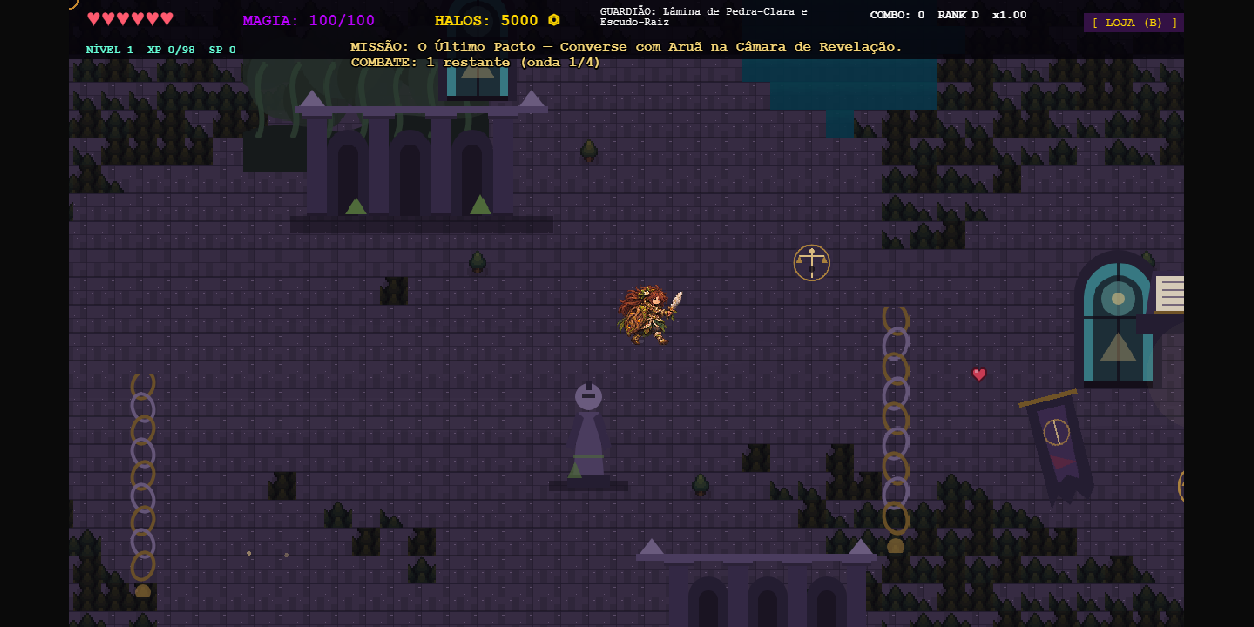 MAGIA: 100/100
HALOS: 5000
GUARDIÃO: Lâmina de Pedra-Clara e
Escudo-Raiz
COMBO: 0 RANK D x1.00
[ LOJA (B) ]
NÍVEL 1 XP 0/98 SP 0
MISSÃO: O Último Pacto — Converse com Aruã na Câmara de Revelação.
COMBATE: 1 restante (onda 1/4)